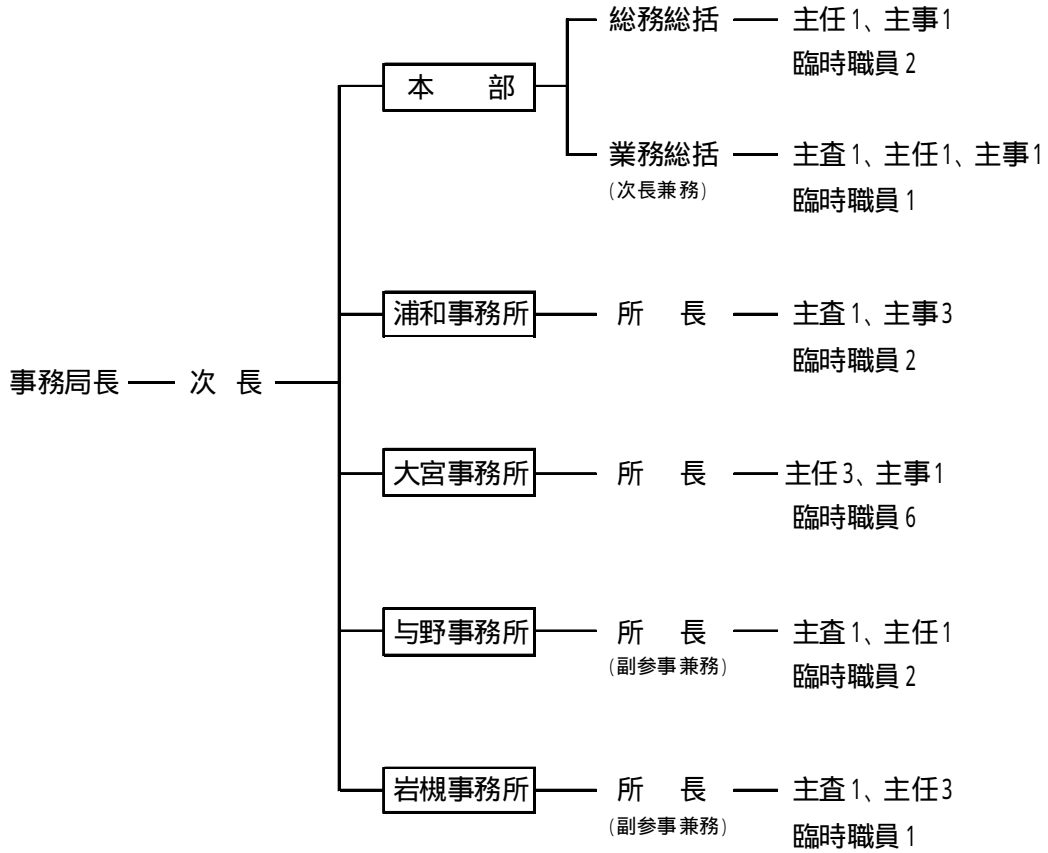 総務総括 主任1、主事1
臨時職員2
本 部
業務総括 主査1、主任1、主事1
(次長兼務)
臨時職員1
浦和事務所 所 長 主査1、主事3
臨時職員2
事務局長 次 長
大宮事務所 所 長 主任3、主事1
臨時職員6
与野事務所 所 長 主査1、主任1
(副参事兼務)
臨時職員2
岩槻事務所 所 長 主査1、主任3
(副参事兼務)
臨時職員1